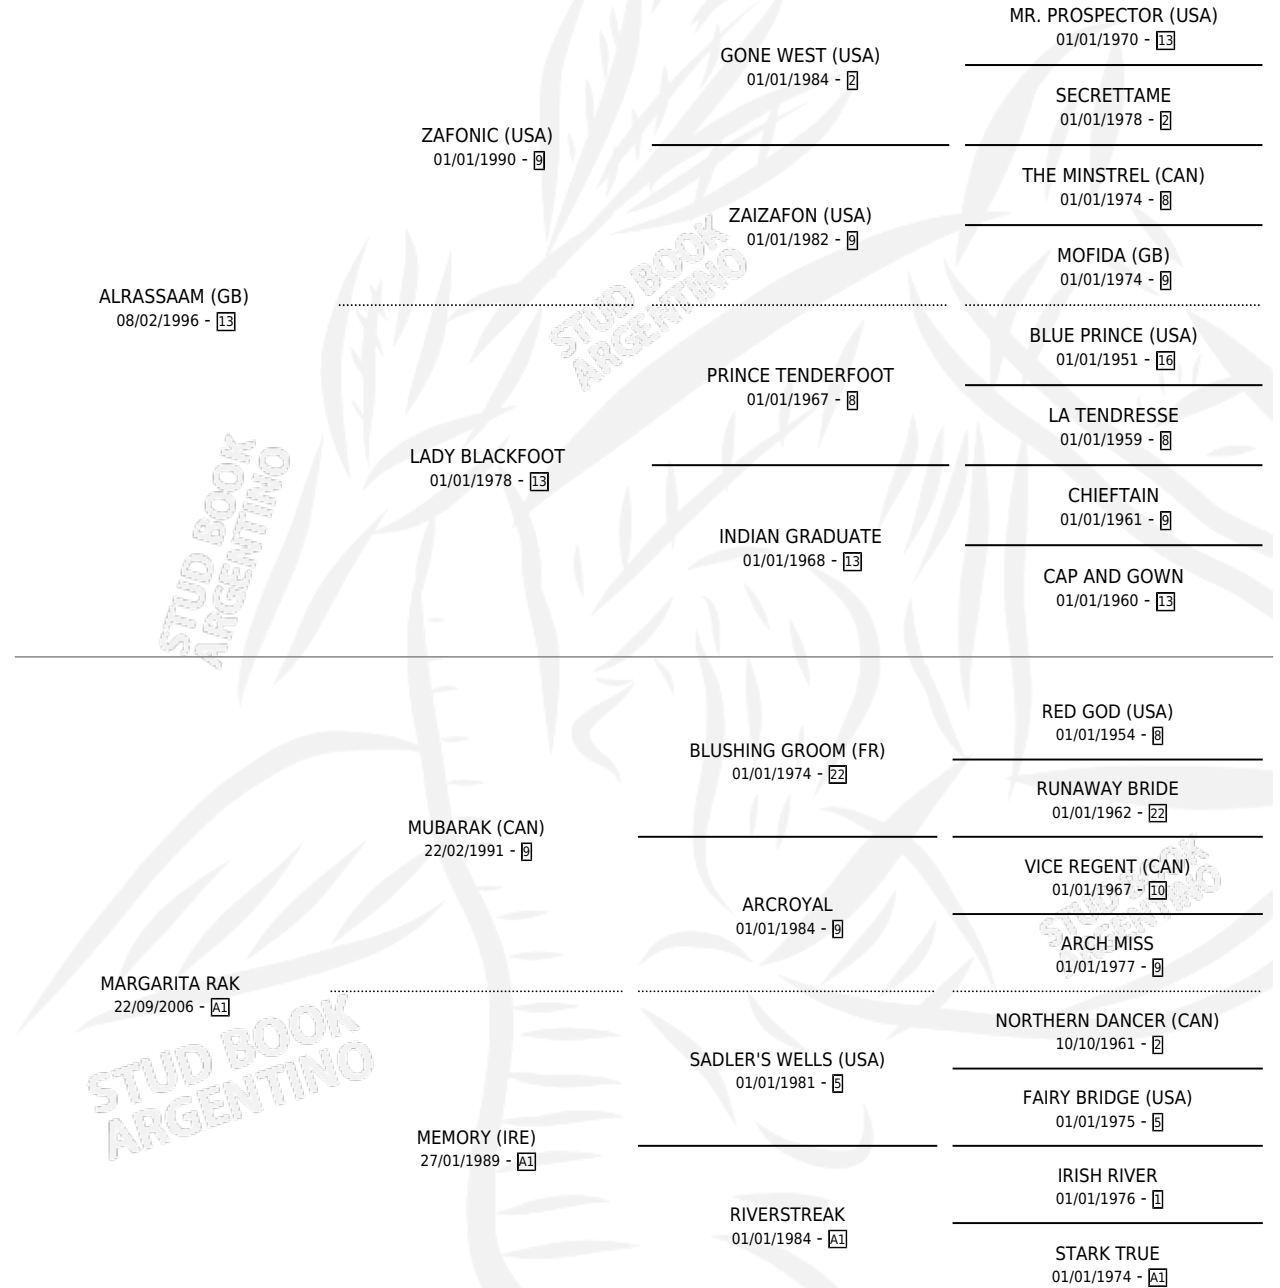 MR. PROSPECTOR (USA)
01/01/1970 - 13
GONE WEST (USA)
01/01/1984 - 2
SECRETTAME
01/01/1978 - 2
ZAFONIC (USA)
01/01/1990 - 9
THE MINSTREL (CAN)
01/01/1974 - 8
ZAIZAFON (USA)
01/01/1982 - 9
MOFIDA (GB)
01/01/1974 - 9
ALRASSAAM (GB)
08/02/1996 - 13
STUD BOOK
ARGENTINO
BLUE PRINCE (USA)
01/01/1951 - 16
PRINCE TENDERFOOT
01/01/1967 - 8
LA TENDRESSE
01/01/1959 - 8
LADY BLACKFOOT
01/01/1978 - 13
CHIEFTAIN
01/01/1961 - 9
INDIAN GRADUATE
01/01/1968 - 13
CAP AND GOWN
01/01/1960 - 13
STUD BOOK
ARGENTINO
RED GOD (USA)
01/01/1954 - 8
BLUSHING GROOM (FR)
01/01/1974 - 22
RUNAWAY BRIDE
01/01/1962 - 22
MUBARAK (CAN)
22/02/1991 - 9
VICE REGENT (CAN)
01/01/1967 - 10
STUD BOOK
ARGENTINO
ARCROYAL
01/01/1984 - 9
ARCH MISS
01/01/1977 - 9
MARGARITA RAK
22/09/2006 - A1
STUD BOOK
ARGENTINO
NORTHERN DANCER (CAN)
10/10/1961 - 2
SADLER'S WELLS (USA)
01/01/1981 - 5
FAIRY BRIDGE (USA)
01/01/1975 - 5
MEMORY (IRE)
27/01/1989 - A1
IRISH RIVER
01/01/1976 - 1
RIVERSTREAK
01/01/1984 - A1
STARK TRUE
01/01/1974 - A1